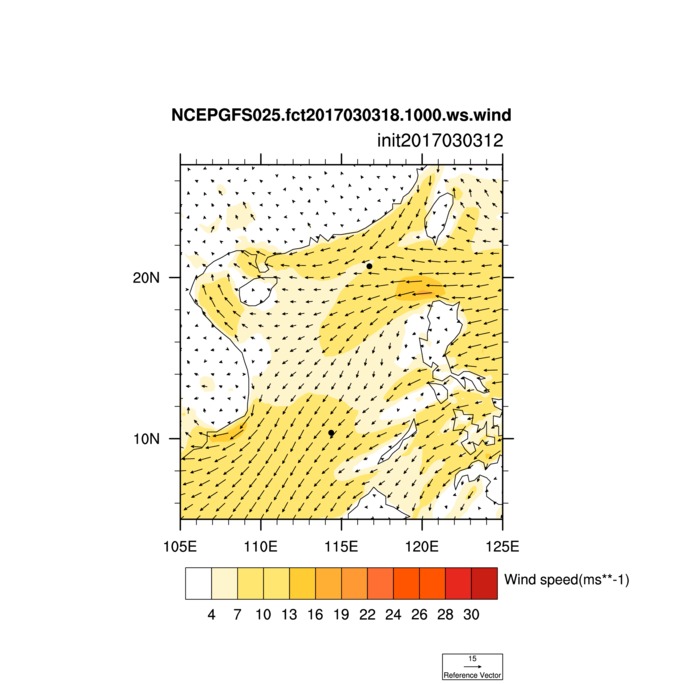 NCEPGFS025.fct2017030318.1000.ws.wind
init2017030312
20N
10N
105E 110E 115E 120E 125E
Wind speed(ms**-1)
4 7 10 13 16 19 22 24 26 28 30
15
Reference Vector